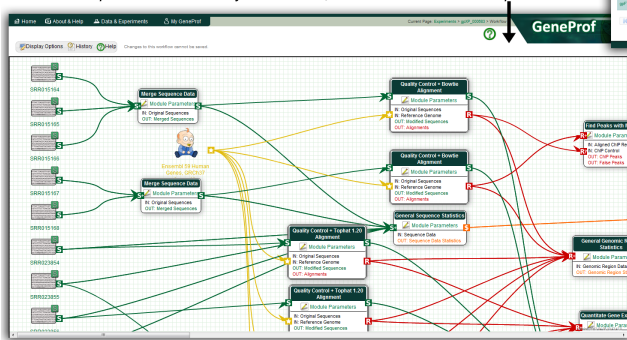 Home
About & Help
Data & Experiments
My GeneProf
Current Page: Experiments > gpXP_000002 > Workflow
GeneProf
Display Options
History
Help
Changes to this workflow cannot be saved
SRR015164
SRR015165
SRR015166
SRR015167
SRR015168
SRR023854
SRR023855
Merge Sequence Data
Module Parameters
IN: Original Sequences
OUT: Merged Sequences
Ensembl 58 Human
Genes, GRCh37
Merge Sequence Data
Module Parameters
IN: Original Sequences
OUT: Merged Sequences
Quality Control + Bowtie
Alignment
Module Parameters
IN: Original Sequences
IN: Reference Genome
OUT: Modified Sequences
OUT: Alignments
Quality Control + Bowtie
Alignment
Module Parameters
IN: Original Sequences
IN: Reference Genome
OUT: Modified Sequences
OUT: Alignments
General Sequence Statistics
Module Parameters
IN: Sequence Data
OUT: Sequence Data Statistics
Quality Control + Tophat 1.20
Alignment
Module Parameters
IN: Original Sequences
IN: Reference Genome
OUT: Modified Sequences
OUT: Alignments
Quality Control + Tophat 1.20
Alignment
Module Parameters
IN: Original Sequences
IN: Reference Genome
OUT: Modified Sequences
Find Peaks with
Module Param
IN: Aligned ChIP Re
IN: ChIP Control
OUT: ChIP Peaks
OUT: False Peaks
General Genomic
Statistics
Module Param
IN: Genomic Region Data
OUT: Genomic Region St
Quantitate Gene Ex
Module Para